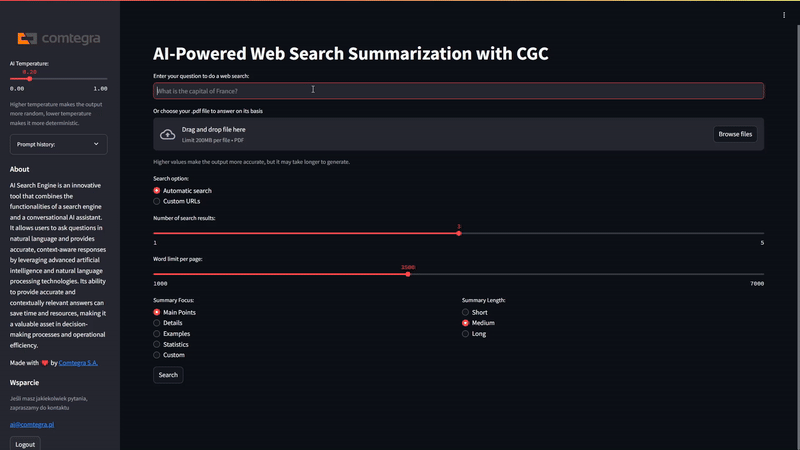 comtegra
AI Temperature:
0.20
0.00 1.00
Higher temperature makes the output
more random, lower temperature
makes it more deterministic.
Prompt history:
About
AI Search Engine is an innovative
tool that combines the
functionalities of a search engine
and a conversational AI assistant.
It allows users to ask questions in
natural language and provides
accurate, context-aware responses
by leveraging advanced artificial
intelligence and natural language
processing technologies. Its ability
to provide accurate and
contextually relevant answers can
save time and resources, making it
a valuable asset in decision-
making processes and operational
efficiency.
Made with ❤️ by Comtegra S.A.
Wsparcie
Jeśli masz jakiekolwiek pytania,
zapraszamy do kontaktu
ai@comtegra.pl
Logout
AI-Powered Web Search Summarization with CGC
Enter your question to do a web search:
What is the capital of France?
Or choose your .pdf file to answer on its basis
Drag and drop file here
Limit 200MB per file • PDF
Browse files
Higher values make the output more accurate, but it may take longer to generate.
Search option:
Automatic search
Custom URLs
Number of search results:
3
1 5
Word limit per page:
3500
1000 7000
Summary Focus:
Main Points
Details
Examples
Statistics
Custom
Summary Length:
Short
Medium
Long
Search